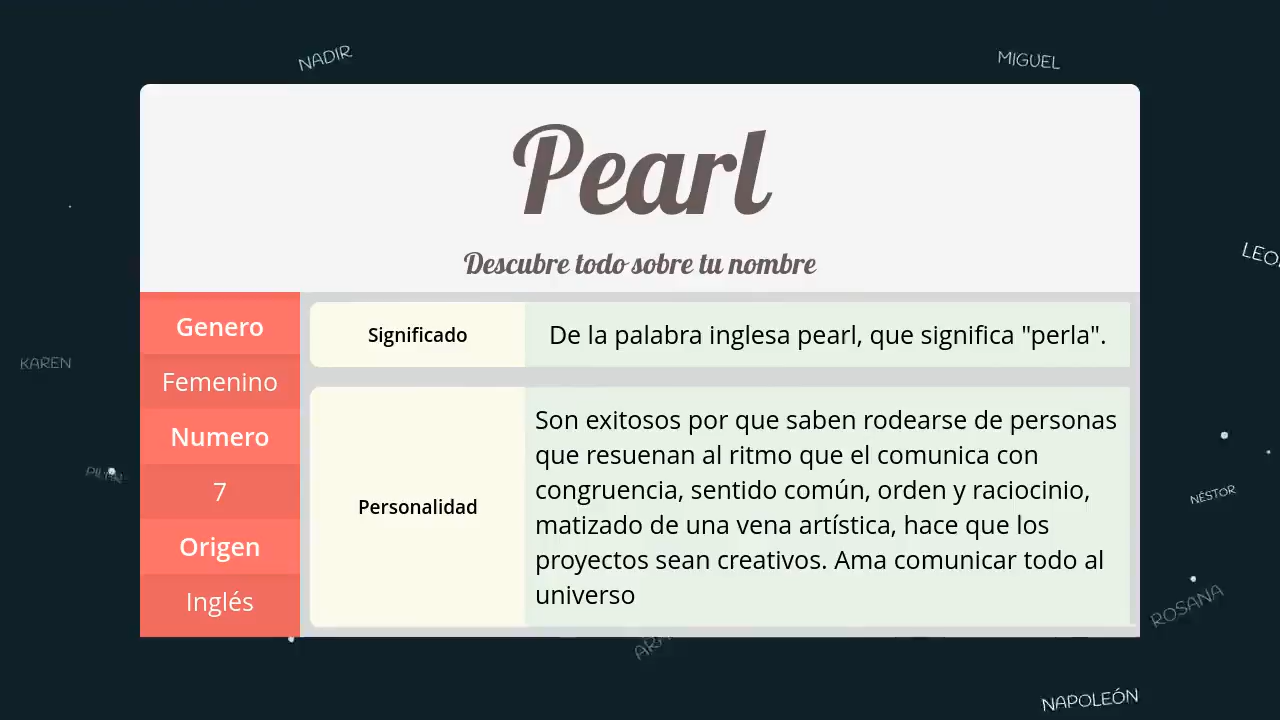 NADIR
MIGUEL
Pearl
Descubre todo sobre tu nombre
Genero
Femenino
Numero
7
Origen
Inglés
Significado
De la palabra inglesa pearl, que significa "perla".
Personalidad
Son exitosos por que saben rodearse de personas
que resuenan al ritmo que el comunica con
congruencia, sentido común, orden y raciocinio,
matizado de una vena artística, hace que los
proyectos sean creativos. Ama comunicar todo al
universo
KAREN
NÉSTOR
ROSANA
NAPOLEÓN